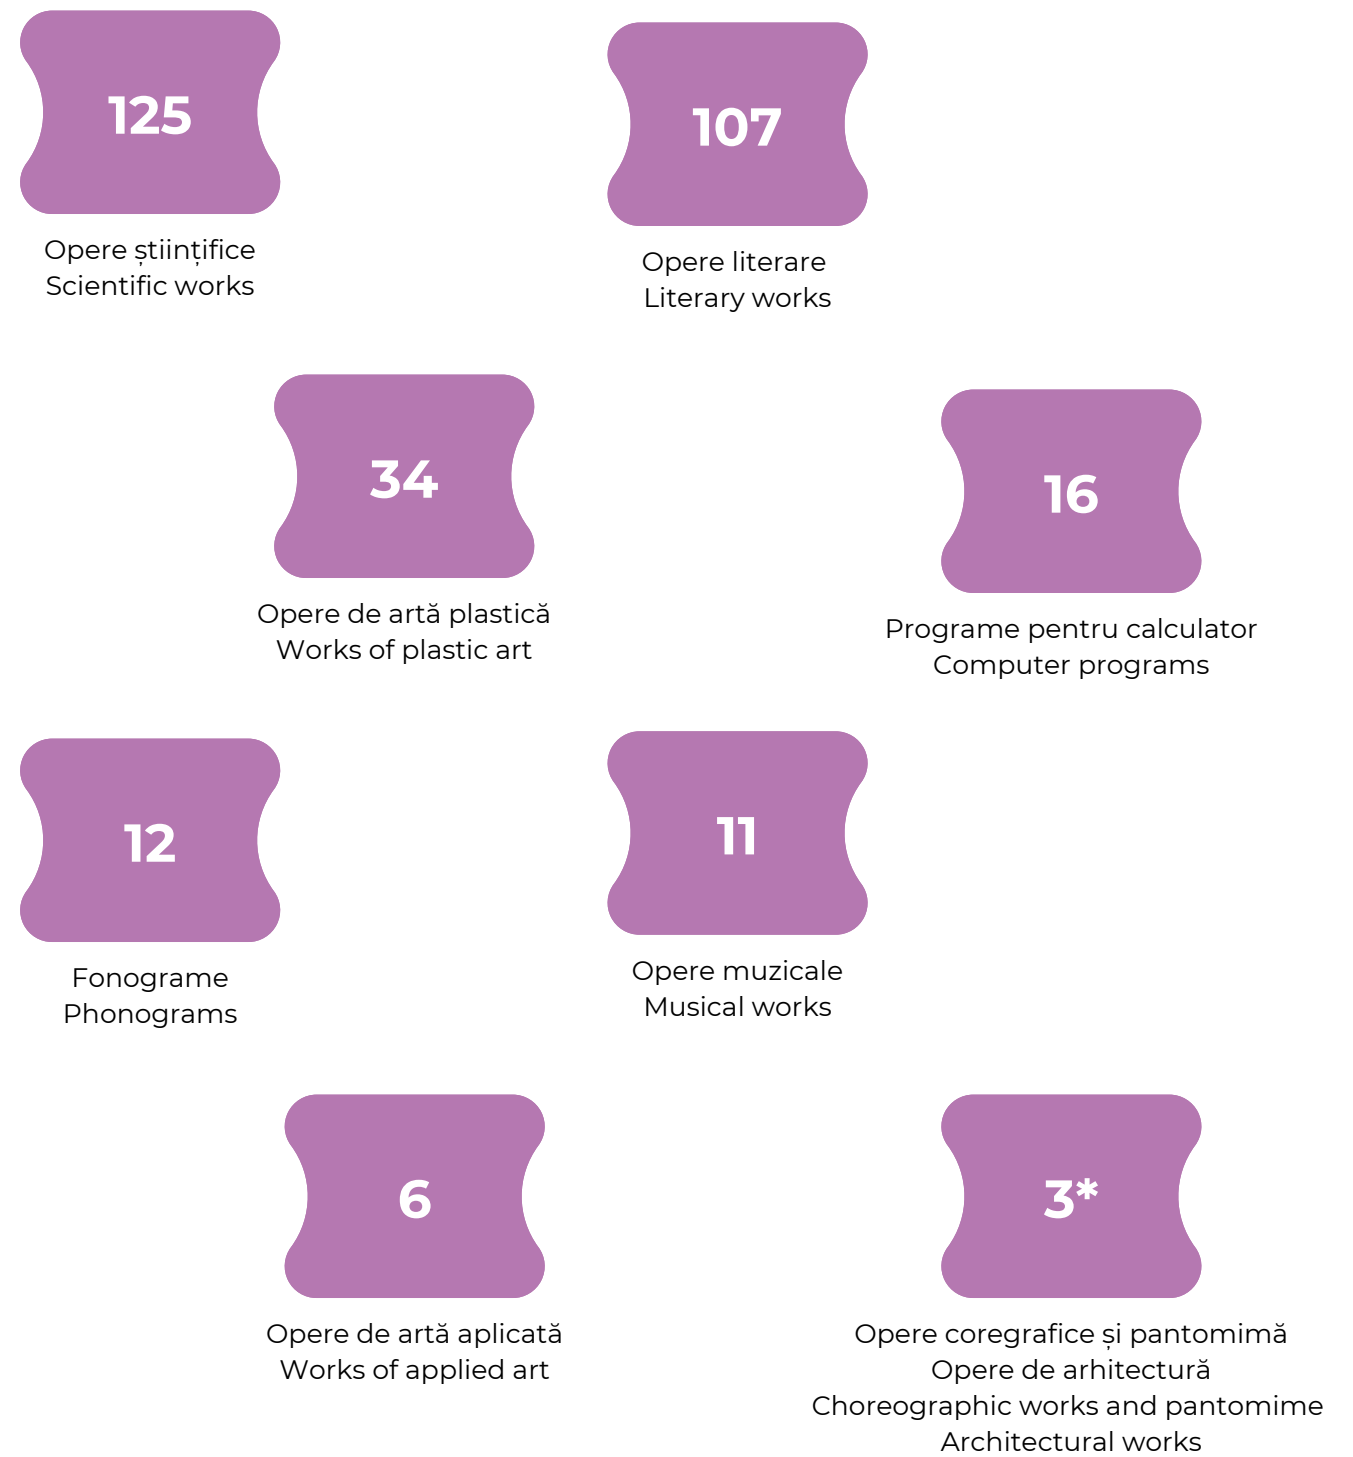 125
Opere științifice
Scientific works
107
Opere literare
Literary works
34
Opere de artă plastică
Works of plastic art
16
Programe pentru calculator
Computer programs
12
Fonograme
Phonograms
11
Opere muzicale
Musical works
6
Opere de artă aplicată
Works of applied art
3*
Opere coregrafice și pantomimă
Opere de arhitectură
Choreographic works and pantomime
Architectural works